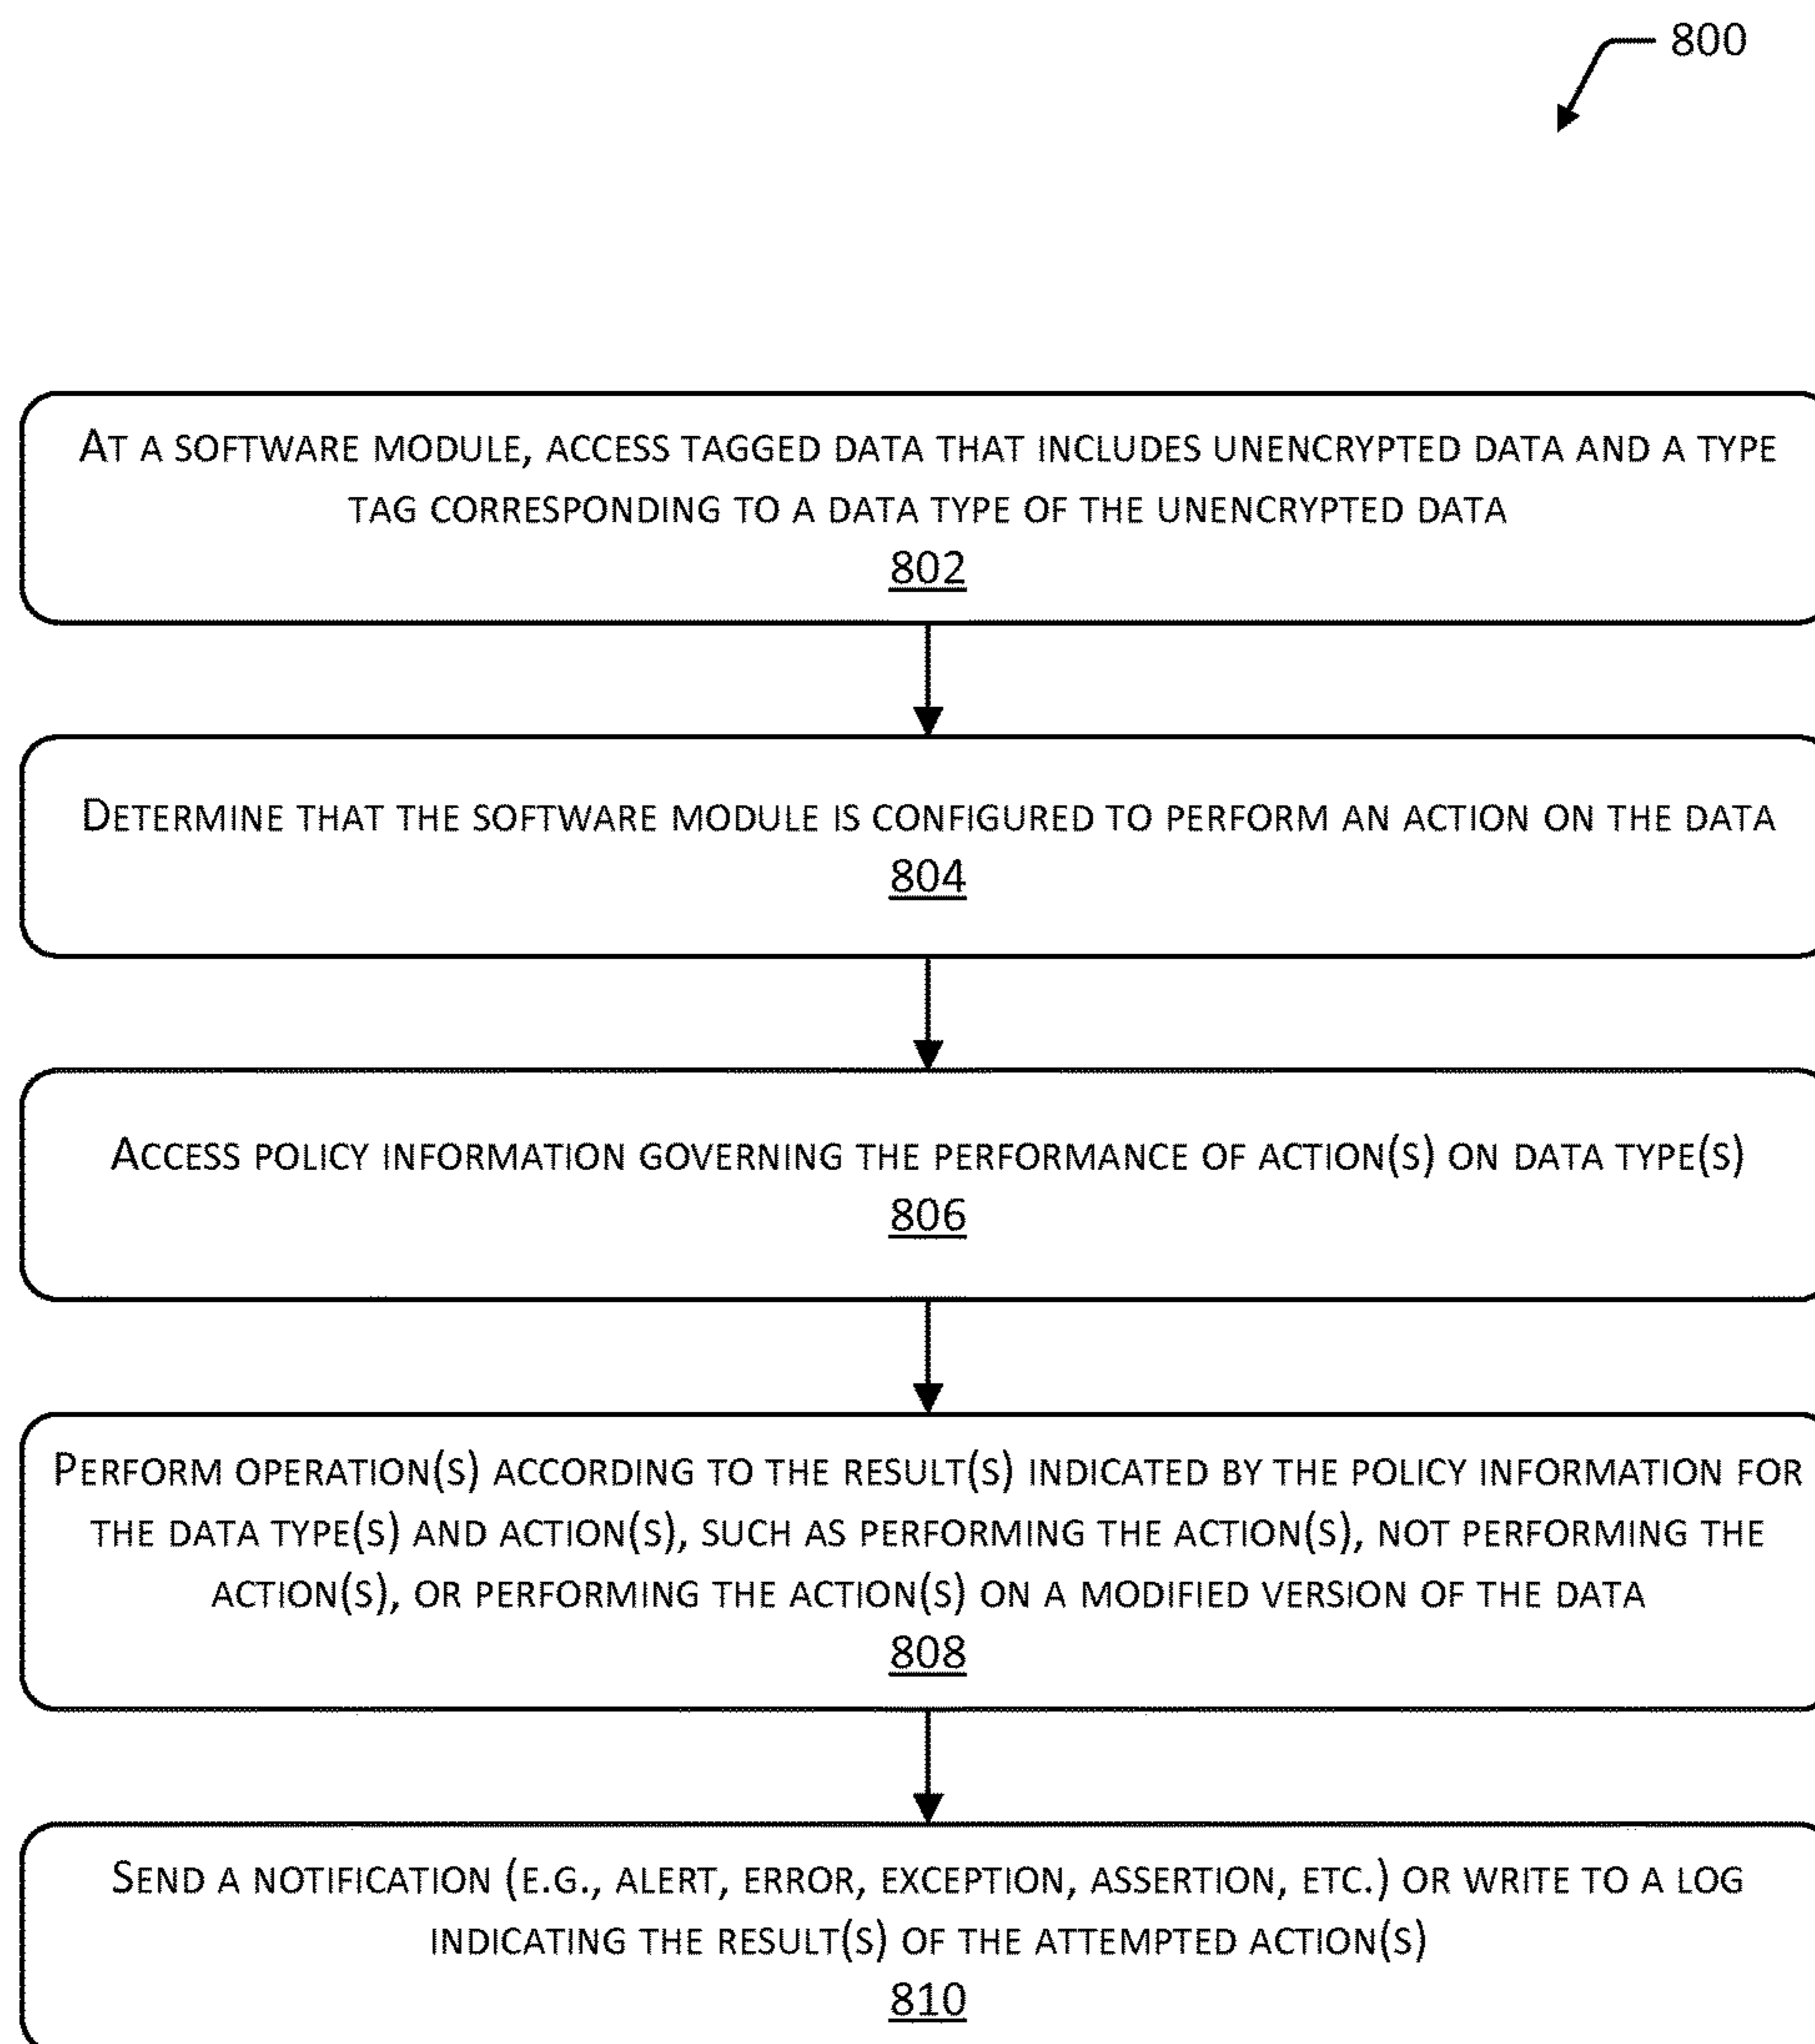 800
AT A SOFTWARE MODULE, ACCESS TAGGED DATA THAT INCLUDES UNENCRYPTED DATA AND A TYPE
TAG CORRESPONDING TO A DATA TYPE OF THE UNENCRYPTED DATA
802
DETERMINE THAT THE SOFTWARE MODULE IS CONFIGURED TO PERFORM AN ACTION ON THE DATA
804
ACCESS POLICY INFORMATION GOVERNING THE PERFORMANCE OF ACTION(S) ON DATA TYPE(S)
806
PERFORM OPERATION(S) ACCORDING TO THE RESULT(S) INDICATED BY THE POLICY INFORMATION FOR
THE DATA TYPE(S) AND ACTION(S), SUCH AS PERFORMING THE ACTION(S), NOT PERFORMING THE
ACTION(S), OR PERFORMING THE ACTION(S) ON A MODIFIED VERSION OF THE DATA
808
SEND A NOTIFICATION (E.G., ALERT, ERROR, EXCEPTION, ASSERTION, ETC.) OR WRITE TO A LOG
INDICATING THE RESULT(S) OF THE ATTEMPTED ACTION(S)
810